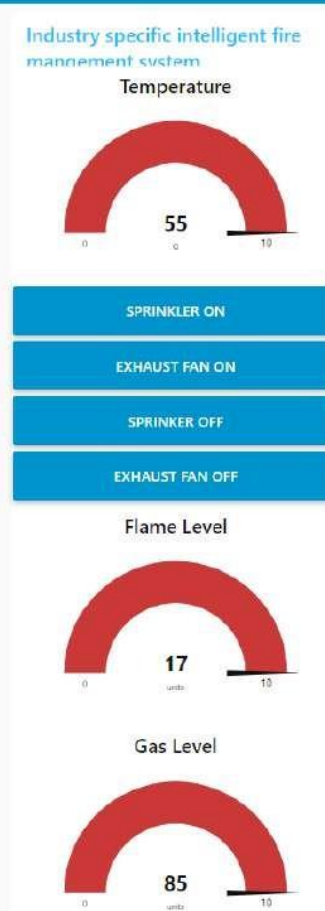 Industry specific intelligent fire
mangement system
Temperature
55
0 10
SPRINKLER ON
EXHAUST FAN ON
SPRINKER OFF
EXHAUST FAN OFF
Flame Level
17
units
0 10
Gas Level
85
units
0 10